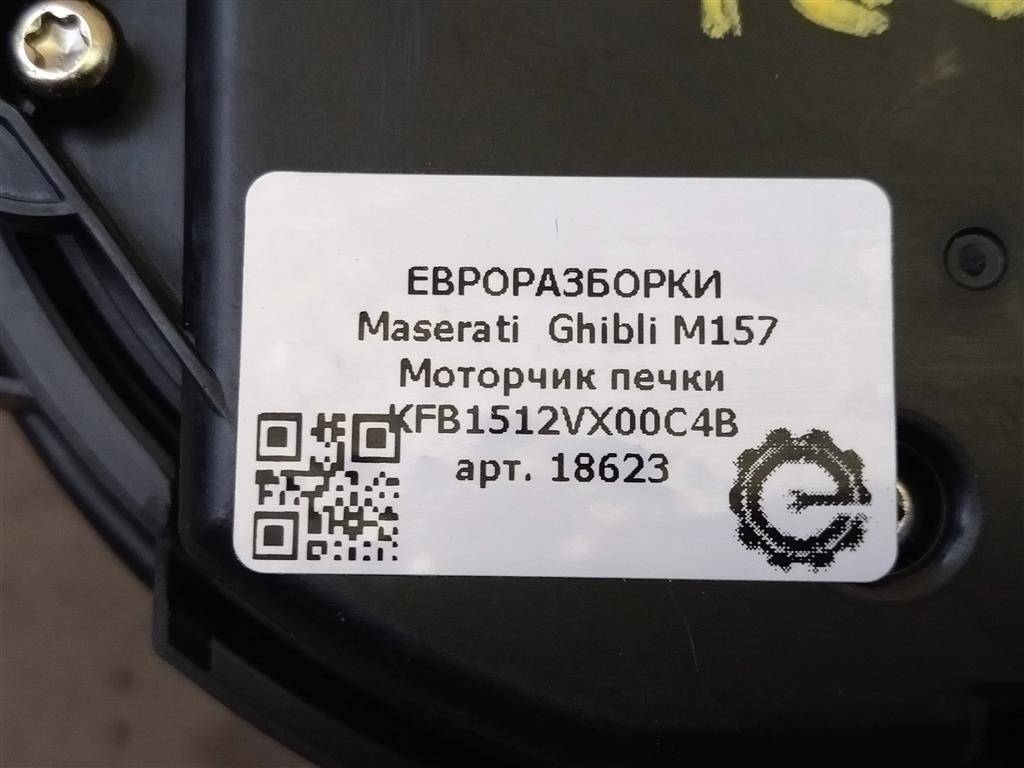 ЕВРОРАЗБОРКИ
Maserati Ghibli M157
Моторчик печки
KFB1512VX00C4B
арт. 18623